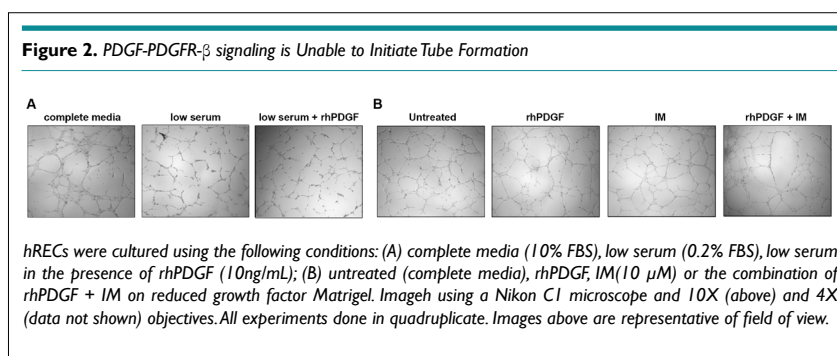 Figure 2. PDGF-PDGFR-β signaling is Unable to Initiate Tube Formation
A B
complete media low serum low serum + rhPDGF Untreated rhPDGF IM rhPDGF + IM
hRECs were cultured using the following conditions: (A) complete media (10% FBS), low serum (0.2% FBS), low serum
in the presence of rhPDGF (10ng/mL); (B) untreated (complete media), rhPDGF, IM(10 μM) or the combination of
rhPDGF + IM on reduced growth factor Matrigel. Imageh using a Nikon C1 microscope and 10X (above) and 4X
(data not shown) objectives. All experiments done in quadruplicate. Images above are representative of field of view.